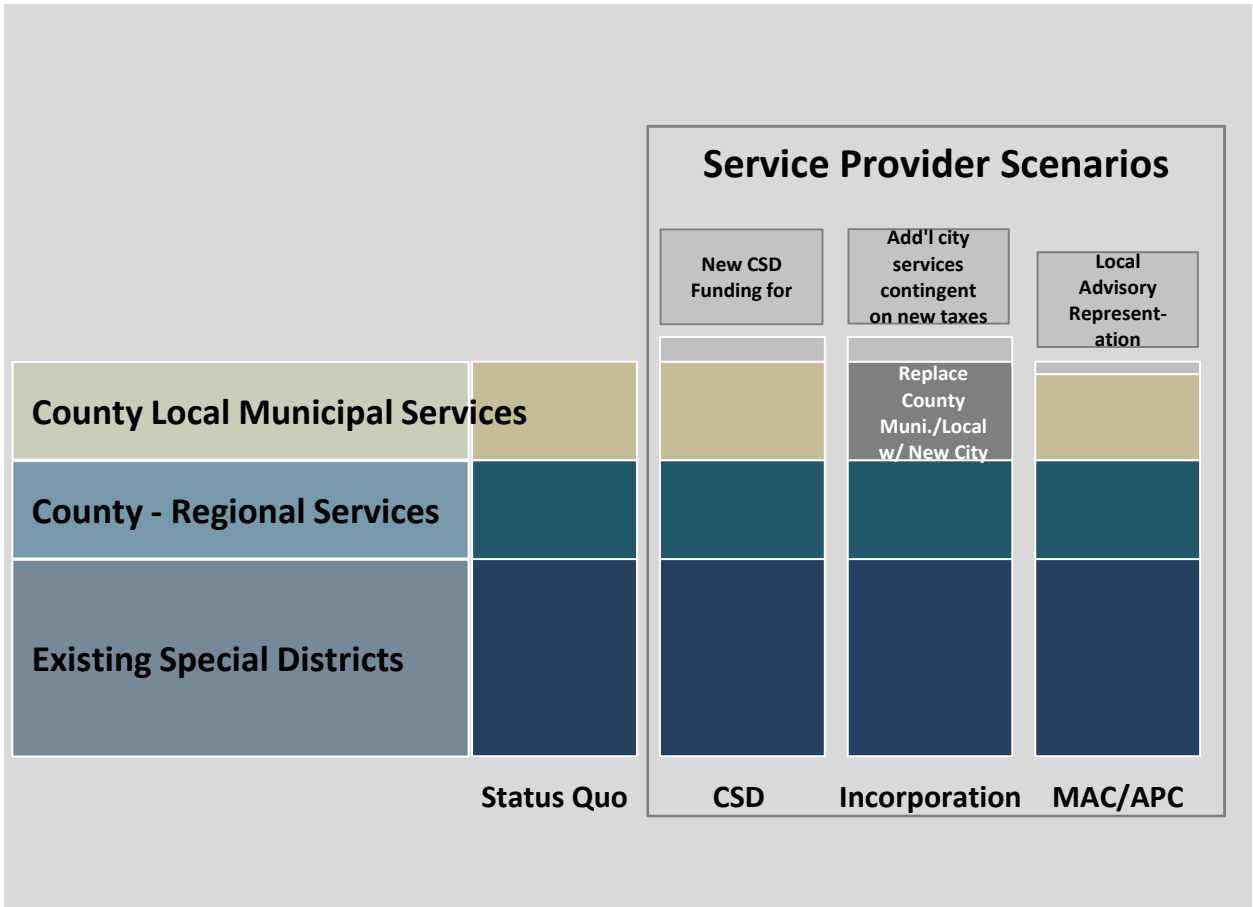 Service Provider Scenarios
New CSD
Funding for
Add'l city
services
contingent
on new taxes
Local
Advisory
Represent-
ation
County Local Municipal Services
Replace
County
Muni./Local
w/ New City
County - Regional Services
Existing Special Districts
Status Quo
CSD
Incorporation
MAC/APC